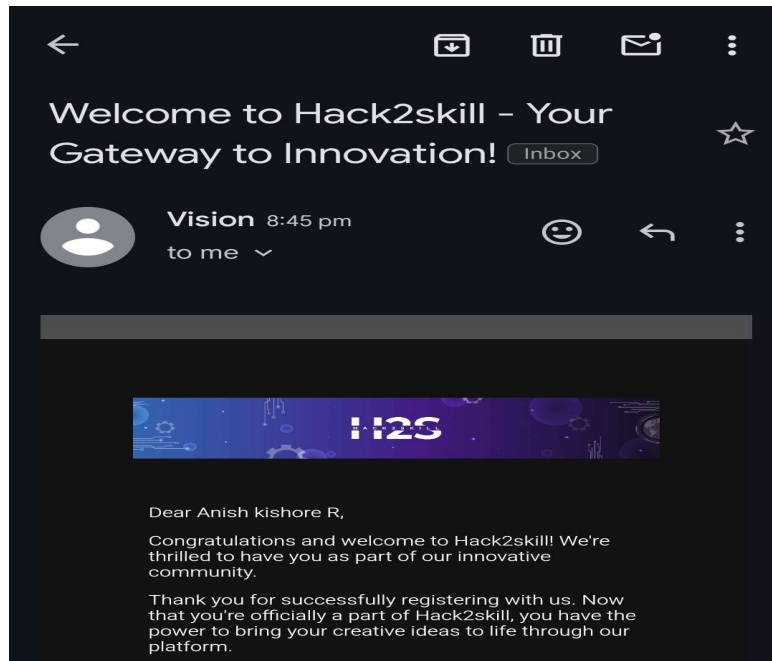 Welcome to Hack2skill - Your
Gateway to Innovation! Inbox
Vision 8:45 pm
to me
H2S
HACK2SKILL
Dear Anish kishore R,
Congratulations and welcome to Hack2skill! We're
thrilled to have you as part of our innovative
community.
Thank you for successfully registering with us. Now
that you're officially a part of Hack2skill, you have the
power to bring your creative ideas to life through our
platform.